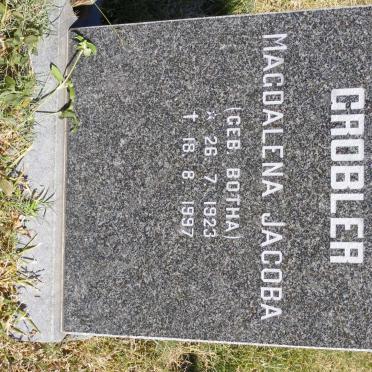 GROBLER
MAGDALENA JACOBA
(GEB. BOTHA)
* 26. 7. 1923
† 18. 8. 1997